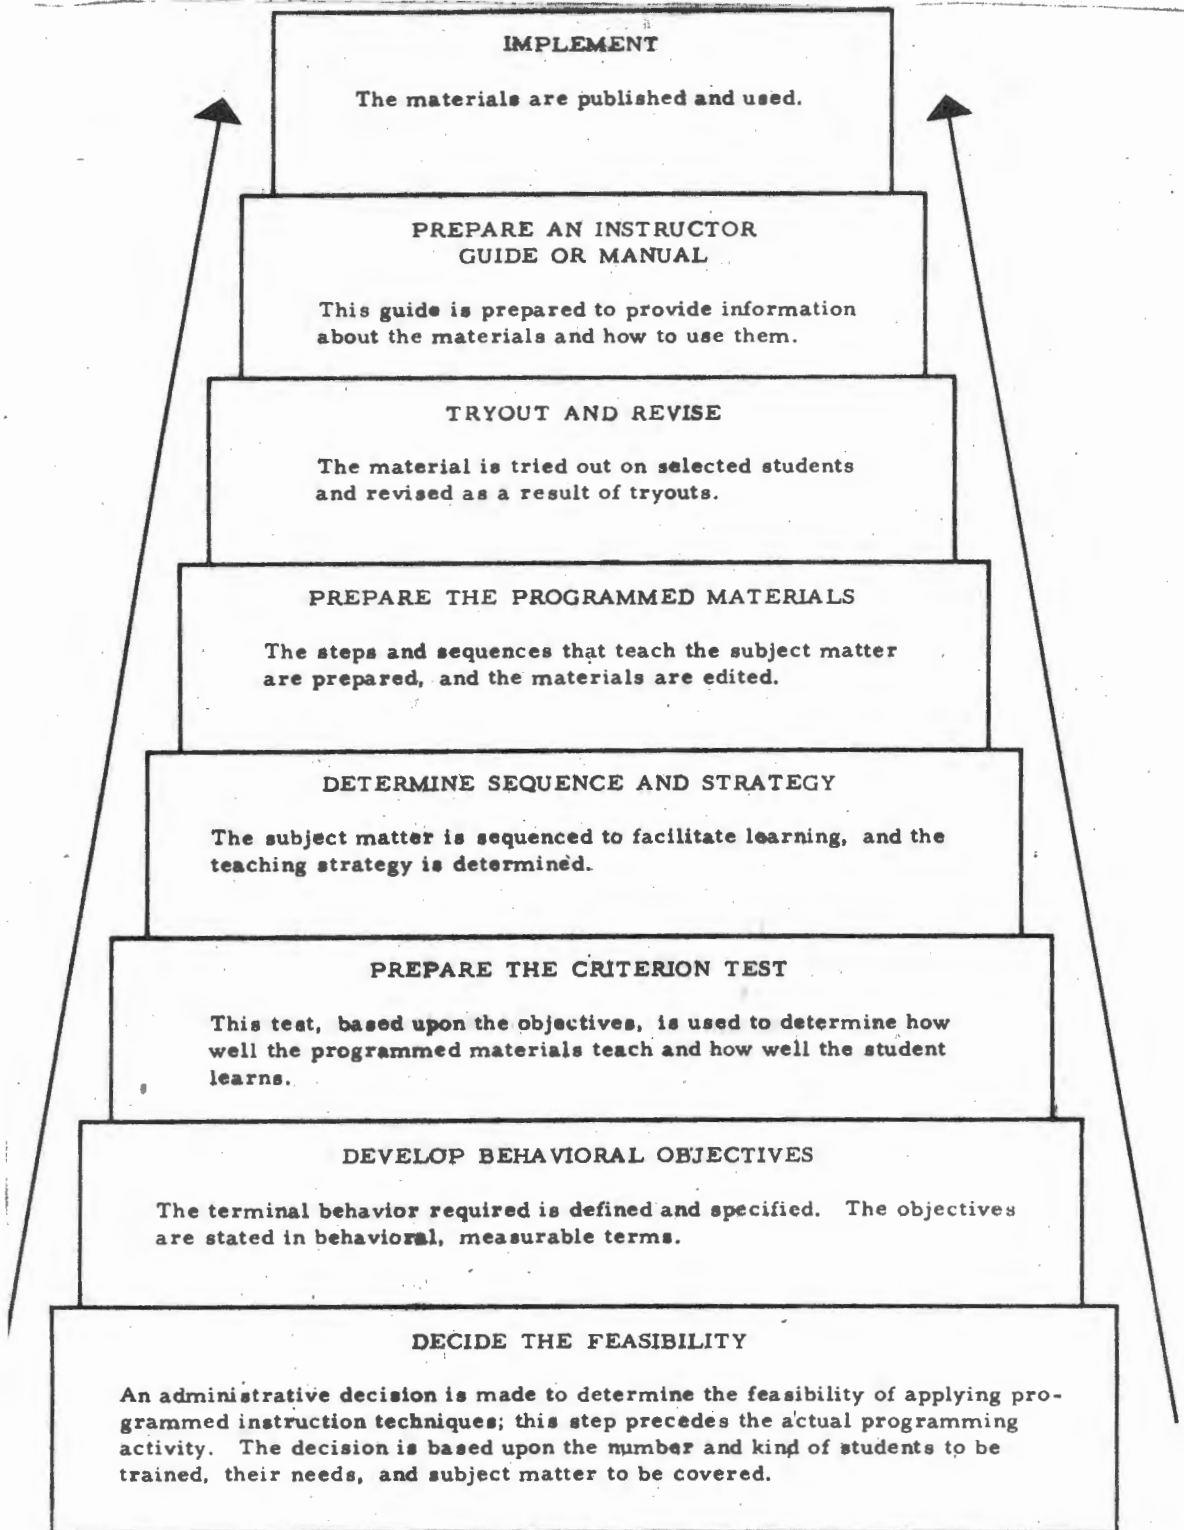 IMPLEMENT
The materials are published and used.
PREPARE AN INSTRUCTOR
GUIDE OR MANUAL
This guide is prepared to provide information
about the materials and how to use them.
TRYOUT AND REVISE
The material is tried out on selected students
and revised as a result of tryouts.
PREPARE THE PROGRAMMED MATERIALS
The steps and sequences that teach the subject matter
are prepared, and the materials are edited.
DETERMINE SEQUENCE AND STRATEGY
The subject matter is sequenced to facilitate learning, and the
teaching strategy is determined.
PREPARE THE CRITERION TEST
This test, based upon the objectives, is used to determine how
well the programmed materials teach and how well the student
learns.
DEVELOP BEHAVIORAL OBJECTIVES
The terminal behavior required is defined and specified. The objectives
are stated in behavioral, measurable terms.
DECIDE THE FEASIBILITY
An administrative decision is made to determine the feasibility of applying pro-
grammed instruction techniques; this step precedes the actual programming
activity. The decision is based upon the number and kind of students to be
trained, their needs, and subject matter to be covered.